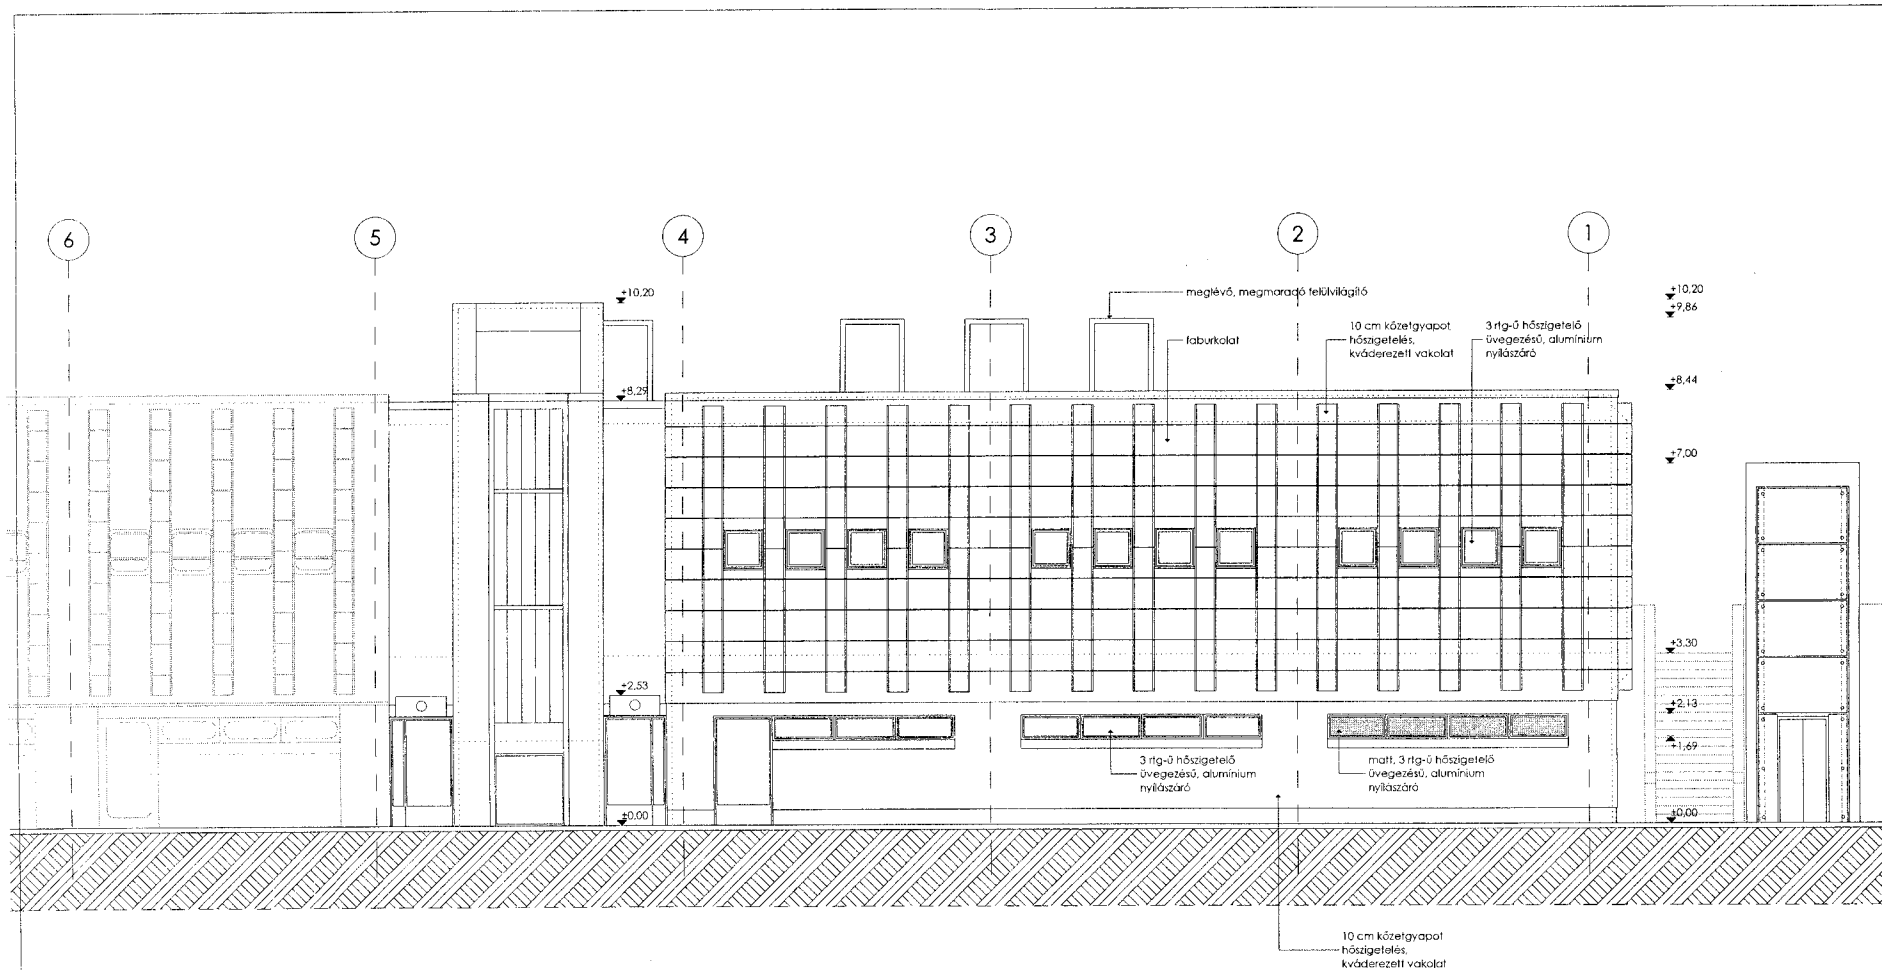 6
5
4
3
2
1
+10,20
meglévő, megmaradó felülvilágító
+10,20
+9,86
faburkolat
10 cm kőzetgyapot
hőszigetelés,
kváderezett vakolat
3 rtg-ű hőszigetelő
üvegezésű, alumínium
nyílászáró
+8,29
+8,44
+7,00
+3,30
+2,53
+2,13
+1,69
3 rtg-ű hőszigetelő
üvegezésű, alumínium
nyílászáró
matt, 3 rtg-ű hőszigetelő
üvegezésű, alumínium
nyílászáró
±0,00
±0,00
10 cm kőzetgyapot
hőszigetelés,
kváderezett vakolat